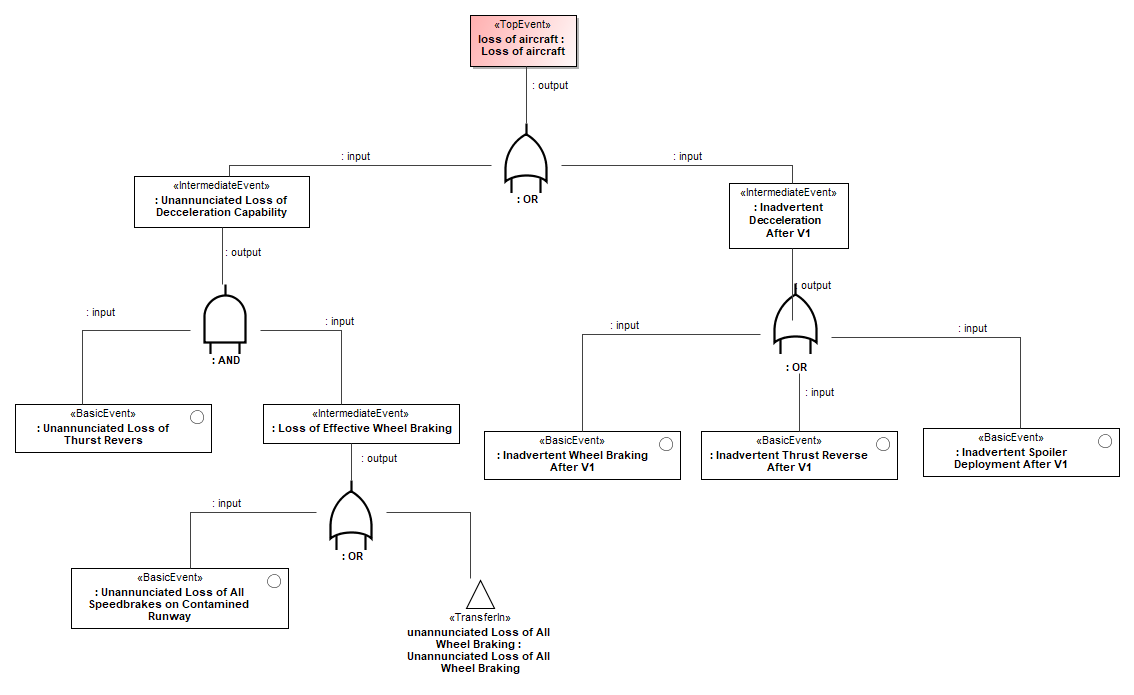 «TopEvent»
loss of aircraft :
Loss of aircraft
: output
: input
: input
: OR
«IntermediateEvent»
: Unannunciated Loss of
Decceleration Capability
«IntermediateEvent»
: Inadvertent
Decceleration
After V1
: output
: output
: input
: input
: AND
: input
: input
: OR
: input
«BasicEvent»
: Unannunciated Loss of
Thurst Revers
«IntermediateEvent»
: Loss of Effective Wheel Braking
«BasicEvent»
: Inadvertent Wheel Braking
After V1
«BasicEvent»
: Inadvertent Thrust Reverse
After V1
«BasicEvent»
: Inadvertent Spoiler
Deployment After V1
: output
: input
: OR
«BasicEvent»
: Unannunciated Loss of All
Speedbrakes on Contamined
Runway
«TransferIn»
unannunciated Loss of All
Wheel Braking :
Unannunciated Loss of All
Wheel Braking